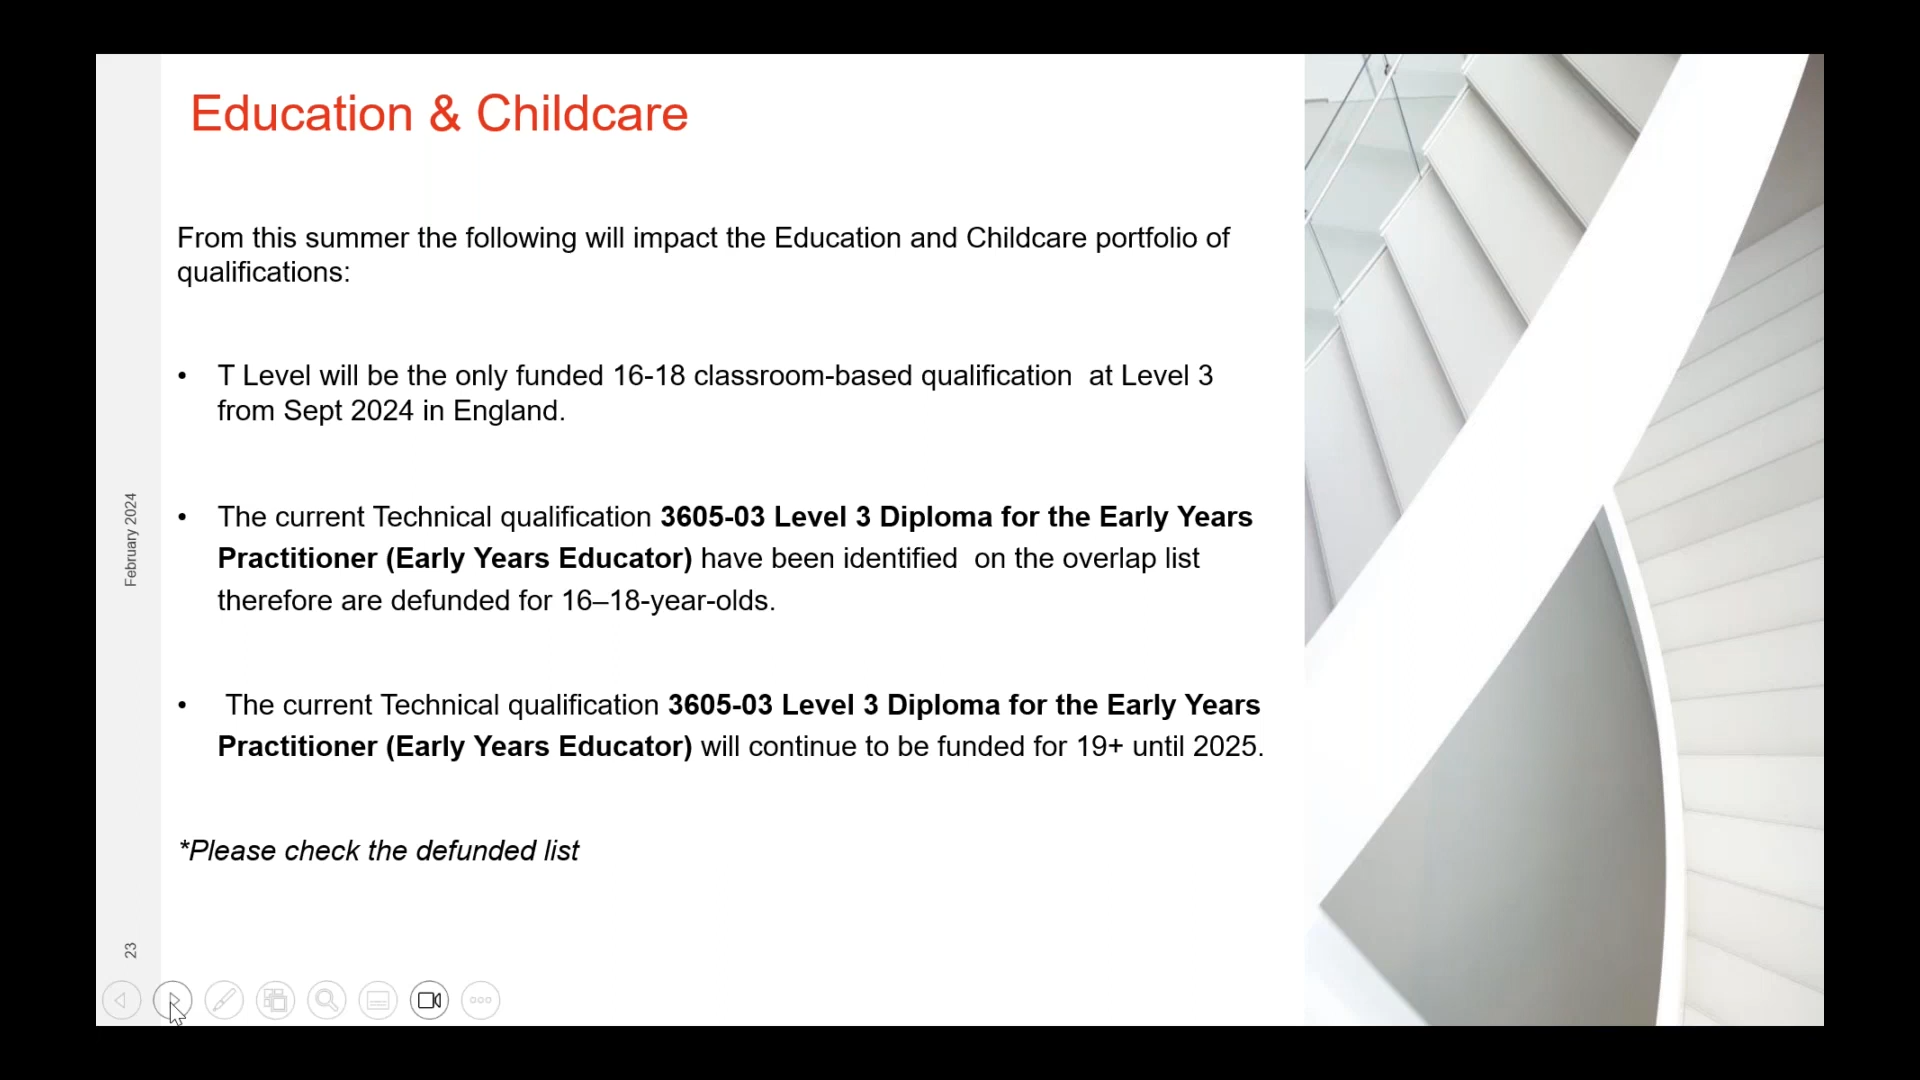 Education & Childcare
From this summer the following will impact the Education and Childcare portfolio of
qualifications:
• T Level will be the only funded 16-18 classroom-based qualification  at Level 3
from Sept 2024 in England.
• The current Technical qualification 3605-03 Level 3 Diploma for the Early Years
Practitioner (Early Years Educator) have been identified  on the overlap list
therefore are defunded for 16–18-year-olds.
• The current Technical qualification 3605-03 Level 3 Diploma for the Early Years
Practitioner (Early Years Educator) will continue to be funded for 19+ until 2025.
*Please check the defunded list
February 2024
23